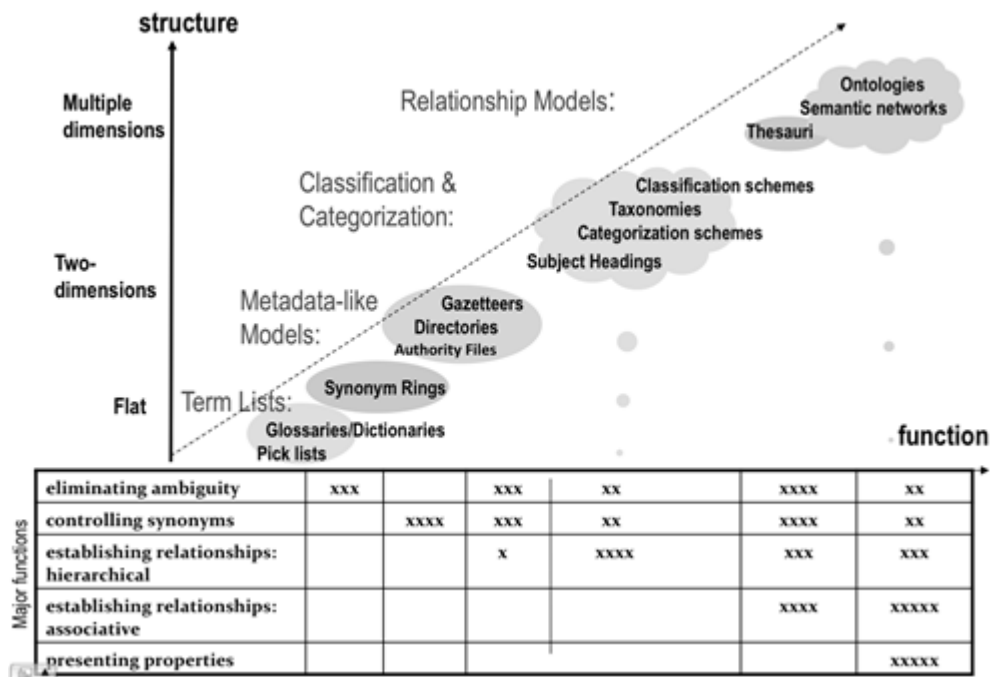 structure
Multiple
dimensions
Relationship Models:
Ontologies
Semantic networks
Thesauri
Classification &
Categorization:
Classification schemes
Taxonomies
Categorization schemes
Subject Headings
Two-
dimensions
Metadata-like
Models:
Gazetteers
Directories
Authority Files
Flat
Term Lists:
Synonym Rings
Glossaries/Dictionaries
Pick lists
function
Major functions
eliminating ambiguity xxx xxx xx xxxx xx
controlling synonyms xxxx xxx xx xxxx xx
establishing relationships: x xxxx xxx xxx
hierarchical
establishing relationships: xxxx xxxxx
associative
presenting properties xxxxx